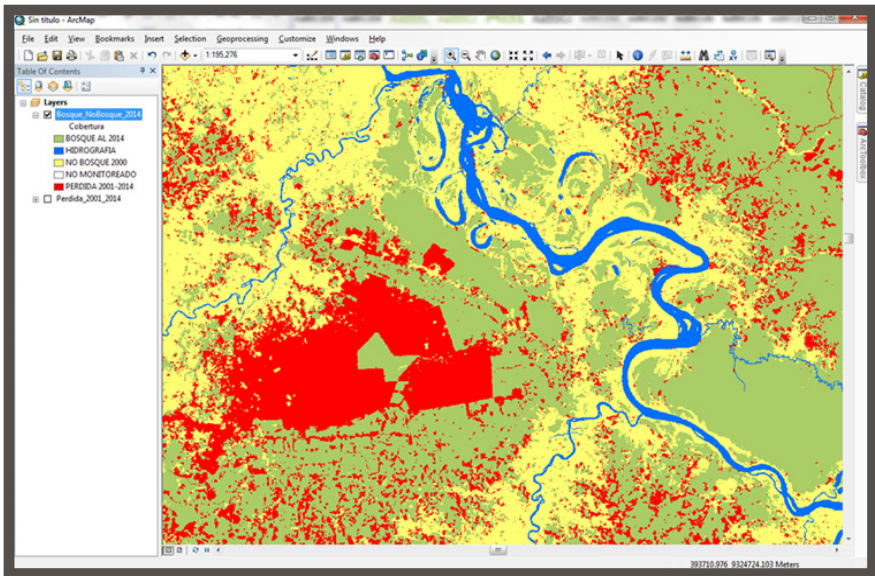 Sin título - ArcMap
File Edit View Bookmarks Insert Selection Geoprocessing Customize Windows Help
1:195,276
Table Of Contents
Layers
Bosque_NoBosque_2014
Cobertura
BOSQUE AL 2014
HIDROGRAFIA
NO BOSQUE 2000
NO MONITOREADO
PERDIDA 2001-2014
Perdida_2001_2014
Catalog
ArcToolbox
393710.976 9324724.103 Meters